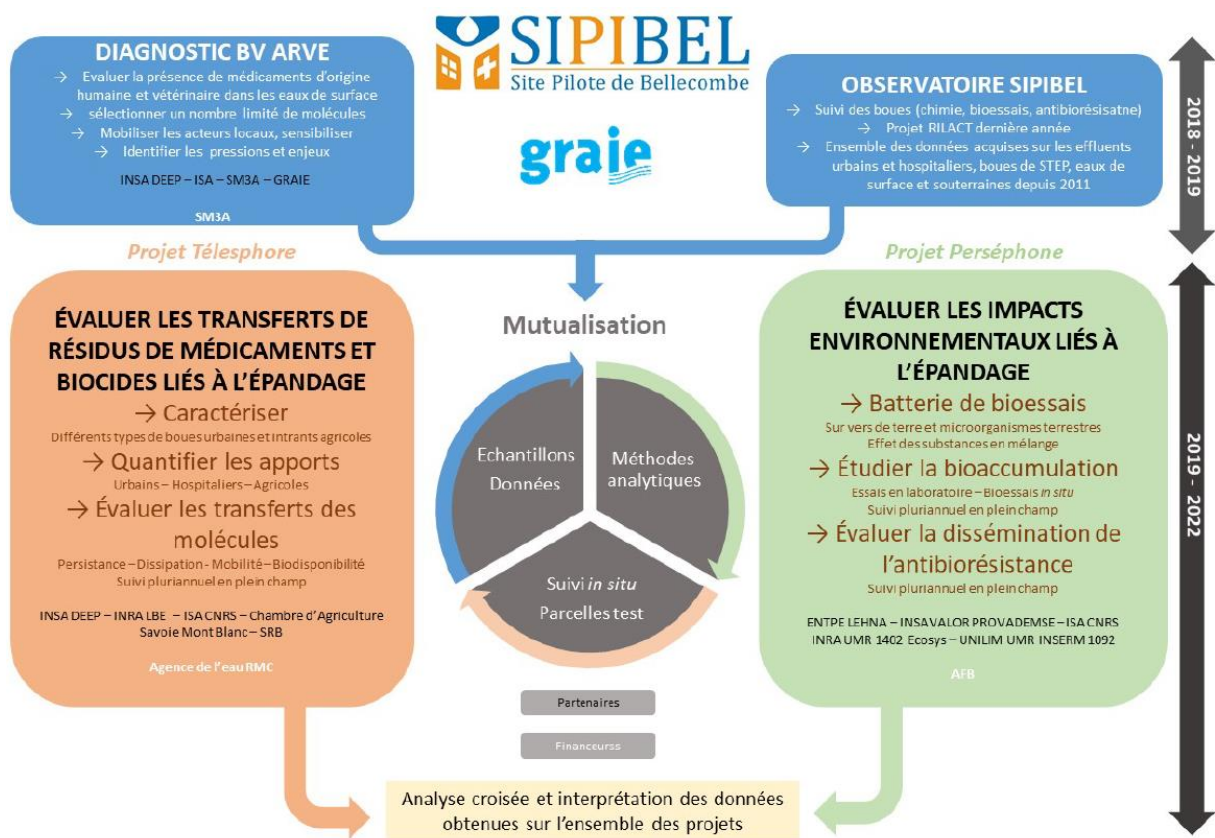 DIAGNOSTIC BV ARVE
→ Evaluer la présence de médicaments d'origine
humaine et vétérinaire dans les eaux de surface
→ sélectionner un nombre limité de molécules
→ Mobiliser les acteurs locaux, sensibiliser
→ Identifier les pressions et enjeux
INSA DEEP – ISA – SM3A – GRAIE
SM3A
SIPIBEL
Site Pilote de Bellecombe
graie
OBSERVATOIRE SIPIBEL
→ Suivi des boues (chimie, bioessais, antibiorésisatne)
→ Projet RILACT dernière année
→ Ensemble des données acquises sur les effluents
urbains et hospitaliers, boues de STEP, eaux de
surface et souterraines depuis 2011
2018 - 2019
Projet Télesphore
ÉVALUER LES TRANSFERTS DE
RÉSIDUS DE MÉDICAMENTS ET
BIOCIDES LIÉS À L'ÉPANDAGE
→ Caractériser
Différents types de boues urbaines et intrants agricoles
→ Quantifier les apports
Urbains – Hospitaliers – Agricoles
→ Évaluer les transferts des
molécules
Persistance – Dissipation - Mobilité – Biodisponibilité
Suivi pluriannuel en plein champ
INSA DEEP – INRA LBE – ISA CNRS – Chambre d'Agriculture
Savoie Mont Blanc – SRB
Agence de l'eau RMC
Mutualisation
Echantillons
Données
Méthodes
analytiques
Suivi in situ
Parcelles test
Partenaires
Financeurss
Projet Perséphone
ÉVALUER LES IMPACTS
ENVIRONNEMENTAUX LIÉS À
L'ÉPANDAGE
→ Batterie de bioessais
Sur vers de terre et microorganismes terrestres
Effet des substances en mélange
→ Étudier la bioaccumulation
Essais en laboratoire – Bioessais in situ
Suivi pluriannuel en plein champ
→ Évaluer la dissémination de
l'antibiorésistance
Suivi pluriannuel en plein champ
ENTPE LEHNA – INSAVALOR PROVADEMSE – ISA CNRS
INRA UMR 1402 Ecosys – UNILIM UMR INSERM 1092
AFB
2019 - 2022
Analyse croisée et interprétation des données
obtenues sur l'ensemble des projets